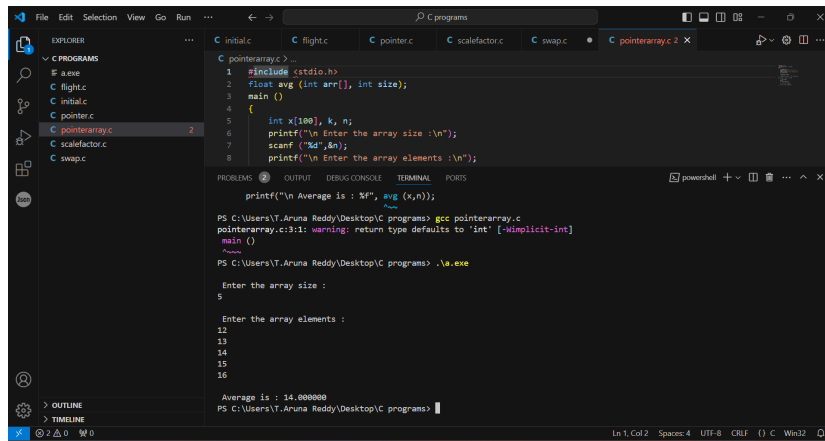 File Edit Selection View Go Run ... C programs
EXPLORER ...
C PROGRAMS
a.exe
C flight.c
C initial.c
C pointer.c
C pointerarray.c 2
C scalefactor.c
C swap.c
OUTLINE
TIMELINE
Json
C initial.c C flight.c C pointer.c C scalefactor.c C swap.c C pointerarray.c 2
C pointerarray.c > ...
1 #include <stdio.h>
2 float avg (int arr[], int size);
3 main ()
4 {
5 int x[100], k, n;
6 printf("\n Enter the array size :\n");
7 scanf ("%d",&n);
8 printf("\n Enter the array elements :\n");
PROBLEMS 2 OUTPUT DEBUG CONSOLE TERMINAL PORTS powershell
printf("\n Average is : %f", avg (x,n));
^~~
PS C:\Users\T.Aruna Reddy\Desktop\C programs> gcc pointerarray.c
pointerarray.c:3:1: warning: return type defaults to 'int' [-Wimplicit-int]
main ()
^~~~
PS C:\Users\T.Aruna Reddy\Desktop\C programs> .\a.exe
Enter the array size :
5
Enter the array elements :
12
13
14
15
16
Average is : 14.000000
PS C:\Users\T.Aruna Reddy\Desktop\C programs>
2 0 0 Ln 1, Col 2 Spaces: 4 UTF-8 CRLF {} C Win32